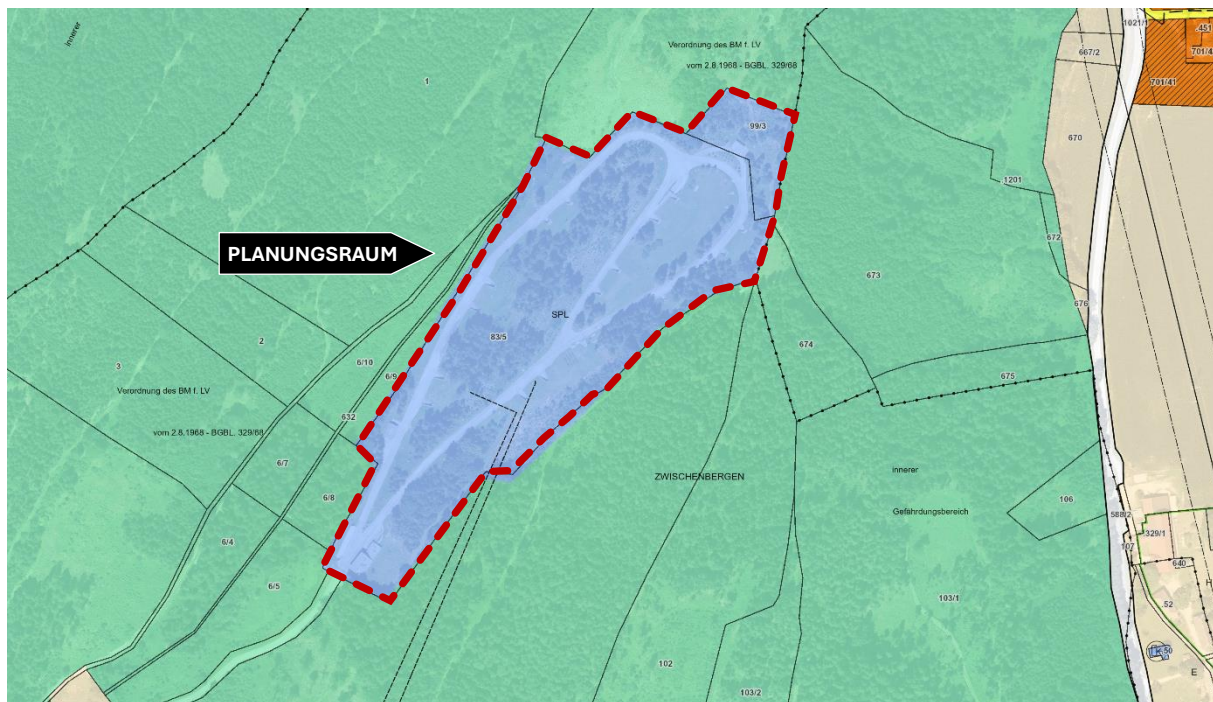 innerer
1
Verordnung des BM f. LV
vom 2.8.1968 - BGBL. 329/68
1021/1
667/2
.451
701/41
670
99/3
1201
672
673
676
PLANUNGSRAUM
SPL
83/5
674
675
2
3
6/10
6/9
Verordnung des BM f. LV
632
vom 2.8.1968 - BGBL. 329/68
6/7
6/8
ZWISCHENBERGEN
innerer
Gefährdungsbereich
106
588/2
.329/1
107
640
6/4
6/5
103/1
.52
H
102
103/2
E